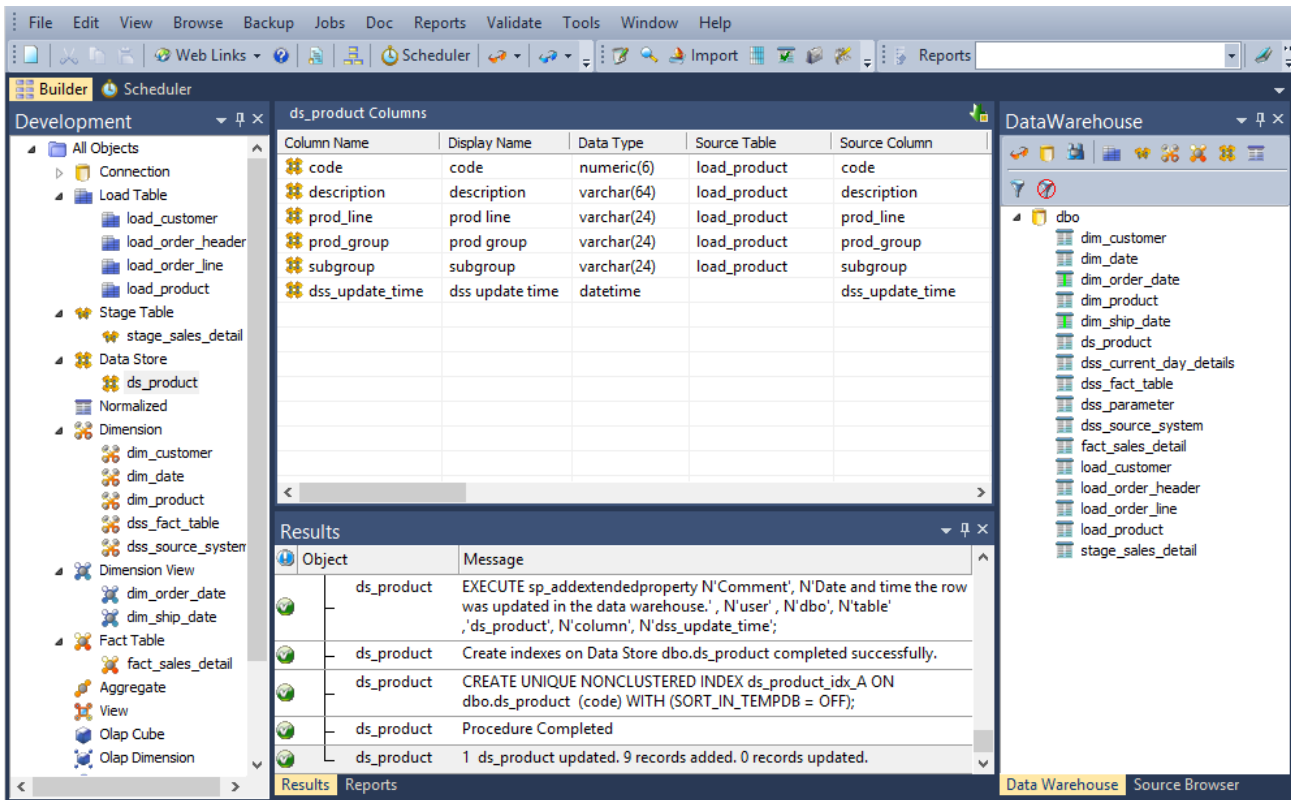 File Edit View Browse Backup Jobs Doc Reports Validate Tools Window Help
Web Links Scheduler Import Reports
Builder Scheduler
Development
All Objects
Connection
Load Table
load_customer
load_order_header
load_order_line
load_product
Stage Table
stage_sales_detail
Data Store
ds_product
Normalized
Dimension
dim_customer
dim_date
dim_product
dss_fact_table
dss_source_system
Dimension View
dim_order_date
dim_ship_date
Fact Table
fact_sales_detail
Aggregate
View
Olap Cube
Olap Dimension
ds_product Columns
Column Name Display Name Data Type Source Table Source Column
code code numeric(6) load_product code
description description varchar(64) load_product description
prod_line prod line varchar(24) load_product prod_line
prod_group prod group varchar(24) load_product prod_group
subgroup subgroup varchar(24) load_product subgroup
dss_update_time dss update time datetime dss_update_time
Results
Object Message
ds_product EXECUTE sp_addextendedproperty N'Comment', N'Date and time the row
was updated in the data warehouse.' , N'user' , N'dbo', N'table'
,'ds_product', N'column', N'dss_update_time';
ds_product Create indexes on Data Store dbo.ds_product completed successfully.
ds_product CREATE UNIQUE NONCLUSTERED INDEX ds_product_idx_A ON
dbo.ds_product (code) WITH (SORT_IN_TEMPDB = OFF);
ds_product Procedure Completed
ds_product 1 ds_product updated. 9 records added. 0 records updated.
Results Reports
DataWarehouse
dbo
dim_customer
dim_date
dim_order_date
dim_product
dim_ship_date
ds_product
dss_current_day_details
dss_fact_table
dss_parameter
dss_source_system
fact_sales_detail
load_customer
load_order_header
load_order_line
load_product
stage_sales_detail
Data Warehouse Source Browser